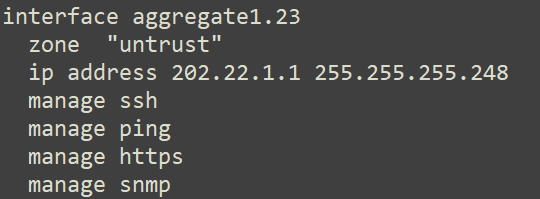 interface aggregate1.23
  zone  "untrust"
  ip address 202.22.1.1 255.255.255.248
  manage ssh
  manage ping
  manage https
  manage snmp